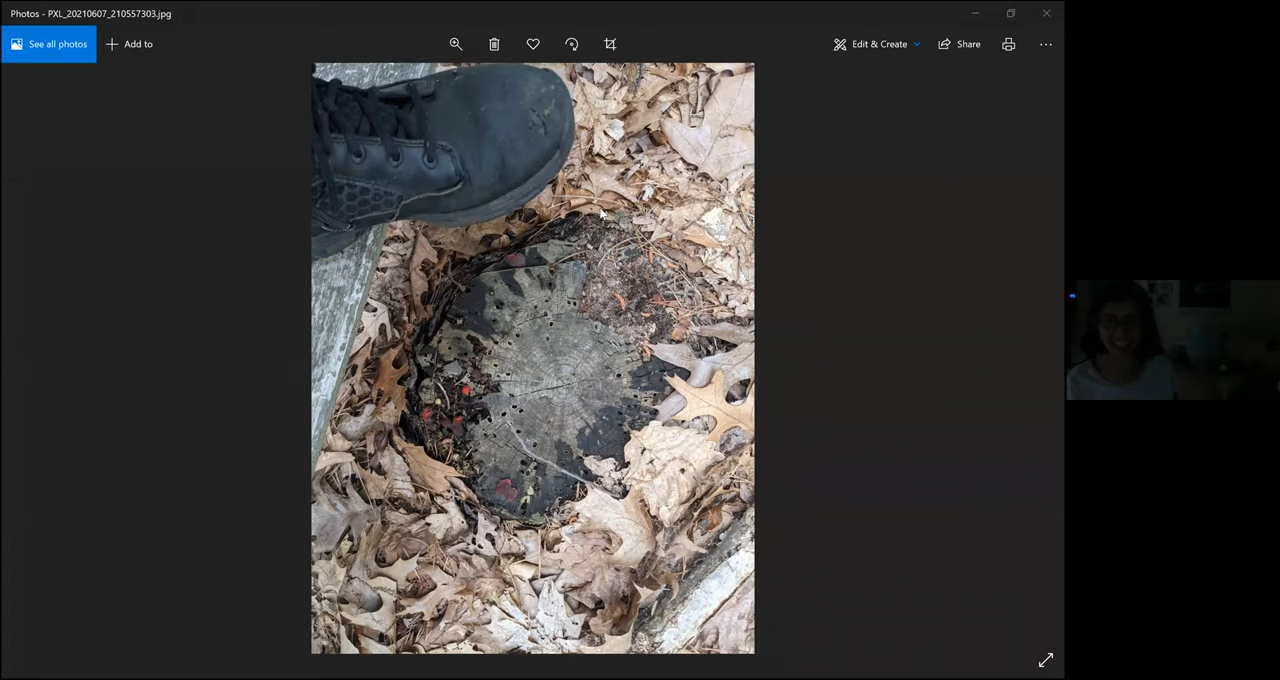 Photos - PXL_20210607_210557303.jpg
See all photos
Add to
Edit & Create
Share